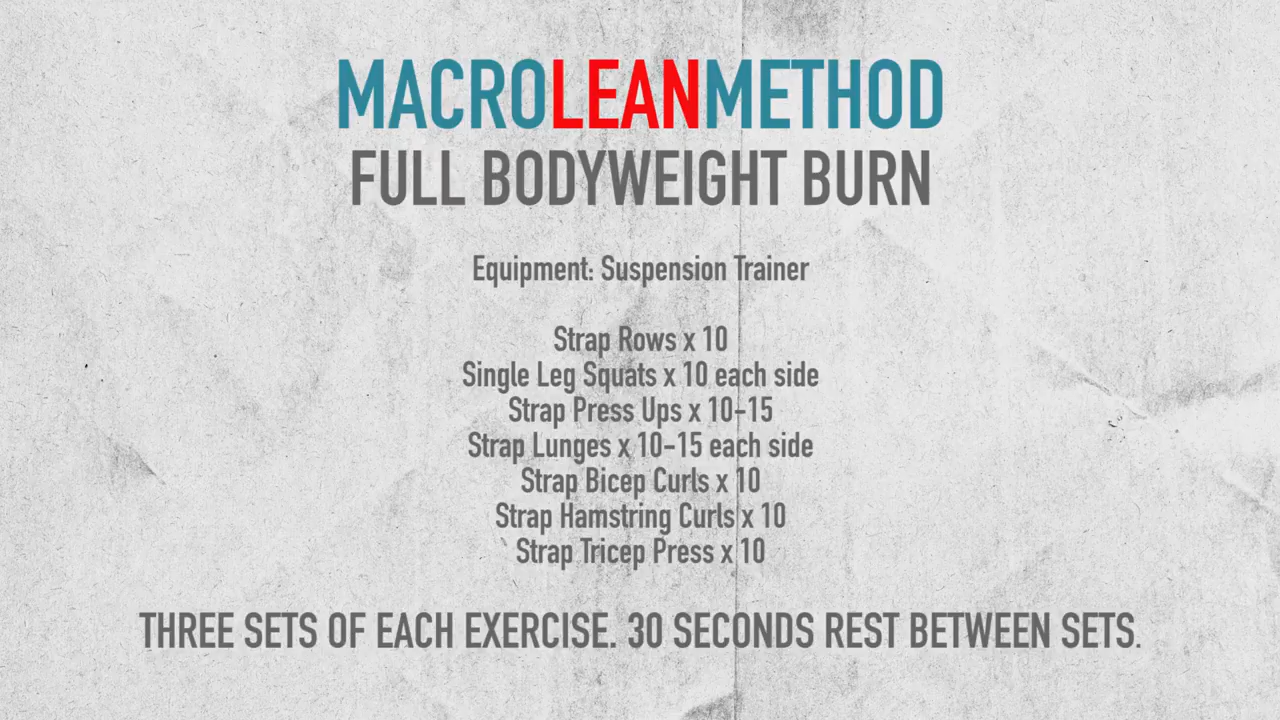 MACROLEANMETHOD
FULL BODYWEIGHT BURN
Equipment: Suspension Trainer
Strap Rows x 10
Single Leg Squats x 10 each side
Strap Press Ups x 10-15
Strap Lunges x 10-15 each side
Strap Bicep Curls x 10
Strap Hamstring Curls x 10
Strap Tricep Press x 10
THREE SETS OF EACH EXERCISE. 30 SECONDS REST BETWEEN SETS.